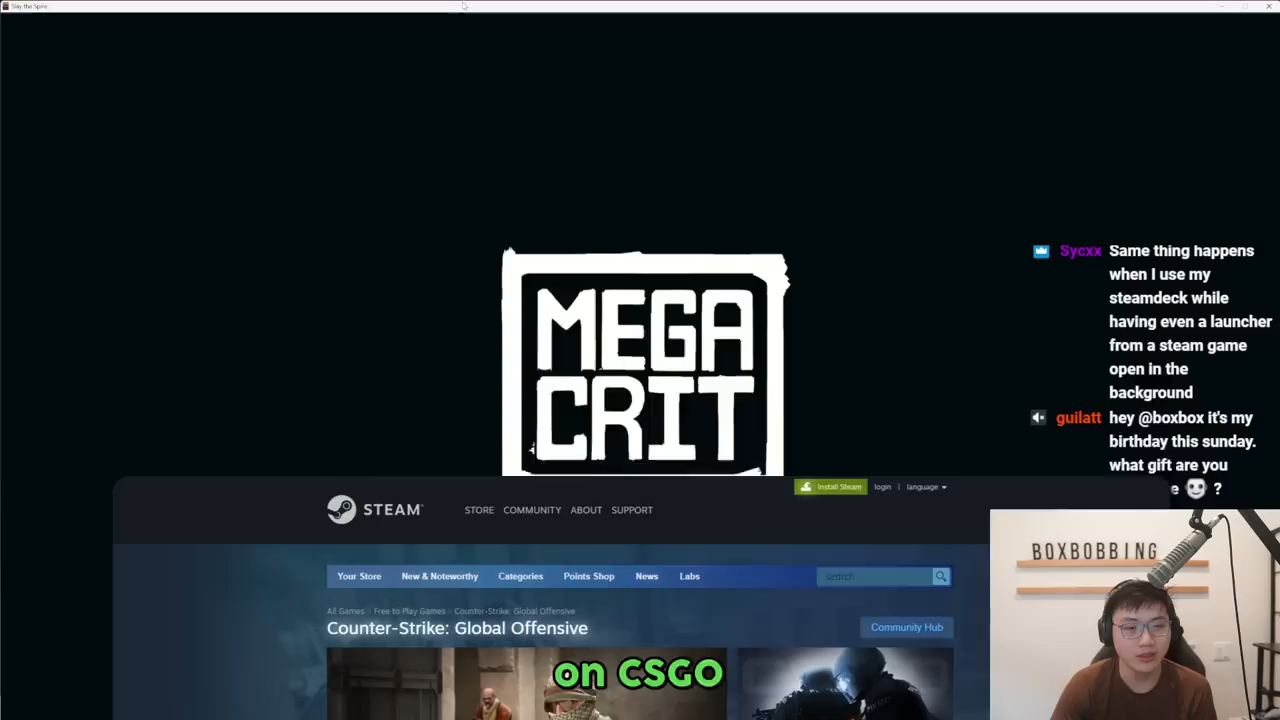 Slay the Spire
MEGA
CRIT
Sycxx Same thing happens
when I use my
steamdeck while
having even a launcher
from a steam game
open in the
background
guilatt hey @boxbox it's my
birthday this sunday.
what gift are you
e ?
Install Steam login | language
STEAM STORE COMMUNITY ABOUT SUPPORT
Your Store New & Noteworthy Categories Points Shop News Labs search
All Games Free to Play Games Counter-Strike: Global Offensive
Counter-Strike: Global Offensive Community Hub
on CSGO
BOXBOBBING